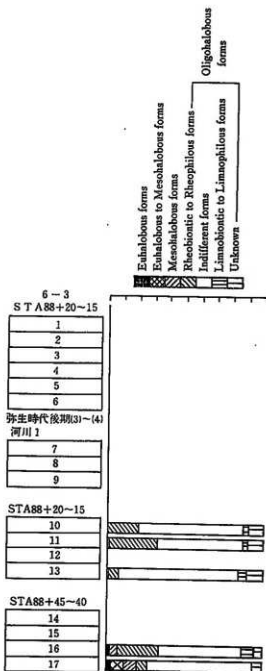 Oligohalobous
forms
Euhalobous forms
Euhalobous to Mesohalobous forms
Mesohalobous forms
Rheobiontic to Rheophilous forms
Indifferent forms
Limnobiontic to Limnophilous forms
Unknown
6-3
STA88+20~15
1
2
3
4
5
6
弥生時代後期(3)~(4)
河川1
7
8
9
STA88+20~15
10
11
12
13
STA88+45~40
14
15
16
17